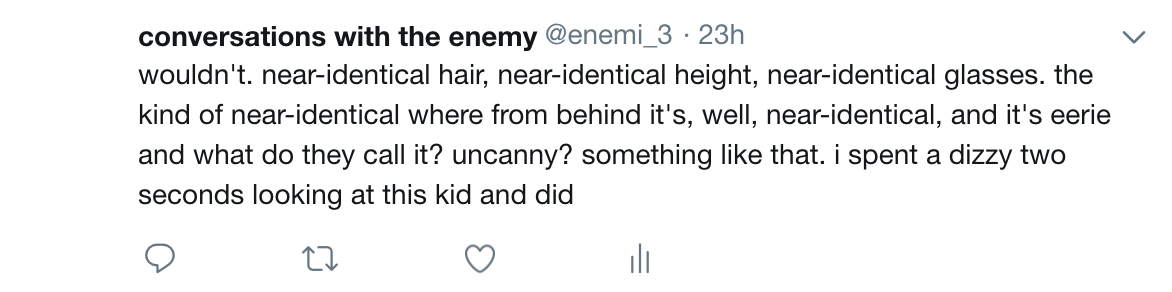 conversations with the enemy @enemi_3 · 23h
wouldn't. near-identical hair, near-identical height, near-identical glasses. the
kind of near-identical where from behind it's, well, near-identical, and it's eerie
and what do they call it? uncanny? something like that. i spent a dizzy two
seconds looking at this kid and did